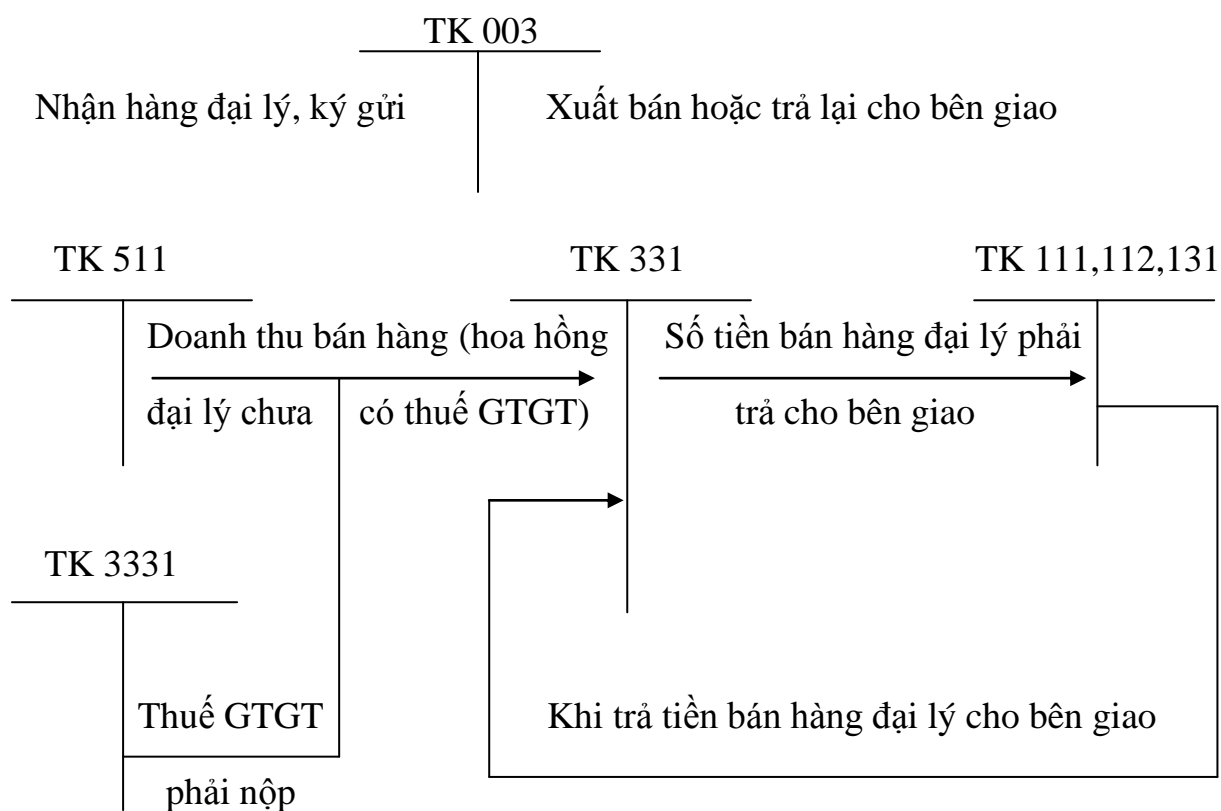 TK 003
Nhận hàng đại lý, ký gửi
Xuất bán hoặc trả lại cho bên giao
TK 511
TK 331
TK 111,112,131
Doanh thu bán hàng (hoa hồng
đại lý chưa
có thuế GTGT)
Số tiền bán hàng đại lý phải
trả cho bên giao
TK 3331
Thuế GTGT
phải nộp
Khi trả tiền bán hàng đại lý cho bên giao